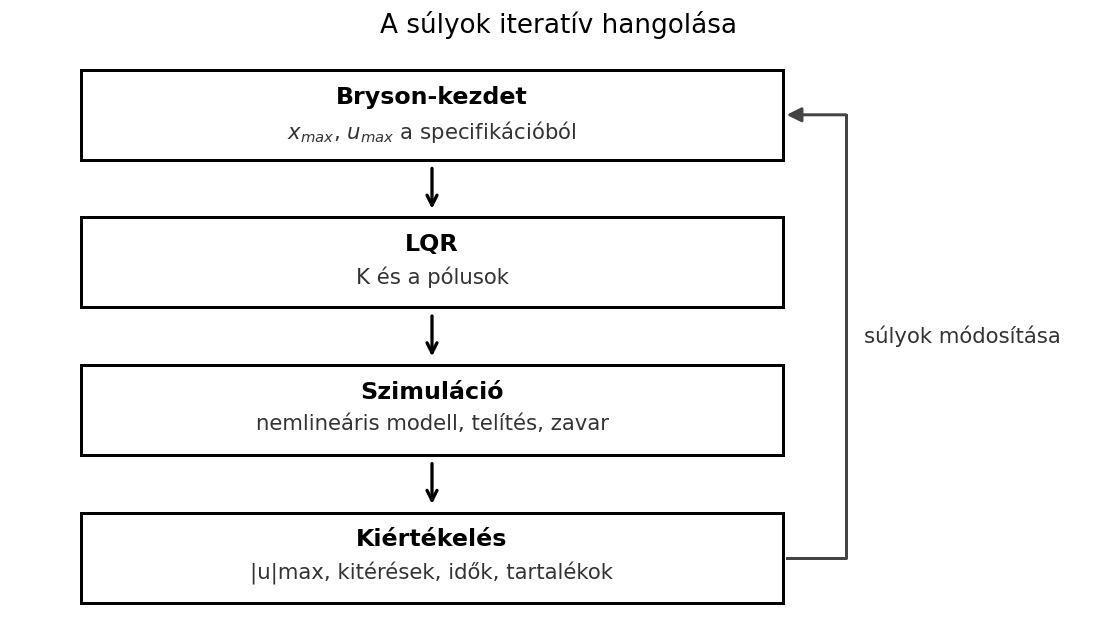 A súlyok iteratív hangolása
Bryson-kezdet
x_max, u_max a specifikációból
LQR
K és a pólusok
Szimuláció
nemlineáris modell, telítés, zavar
súlyok módosítása
Kiértékelés
|u|max, kitérések, idők, tartalékok